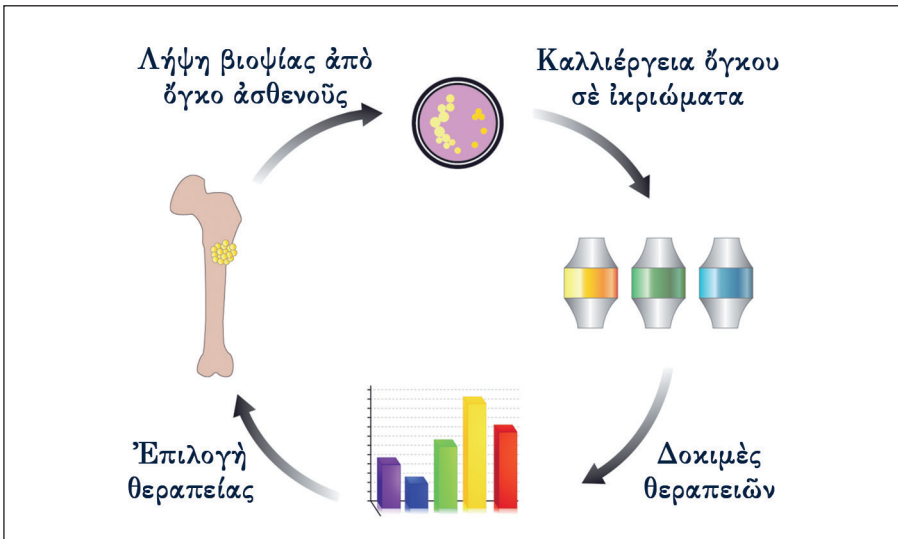 Λήψη βιοψίας ἀπὸ
ὄγκο ἀσθενοῦς
Καλλιέργεια ὄγκου
σὲ ἰκριώματα
Δοκιμὲς
θεραπειῶν
Ἐπιλογὴ
θεραπείας